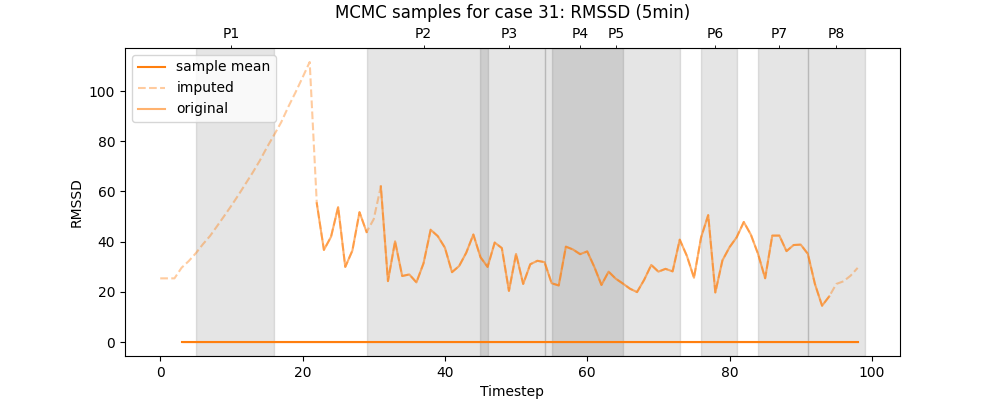 MCMC samples for case 31: RMSSD (5min)
P1 P2 P3 P4 P5 P6 P7 P8
sample mean
imputed
original
100
80
60
40
20
0
RMSSD
0 20 40 60 80 100
Timestep